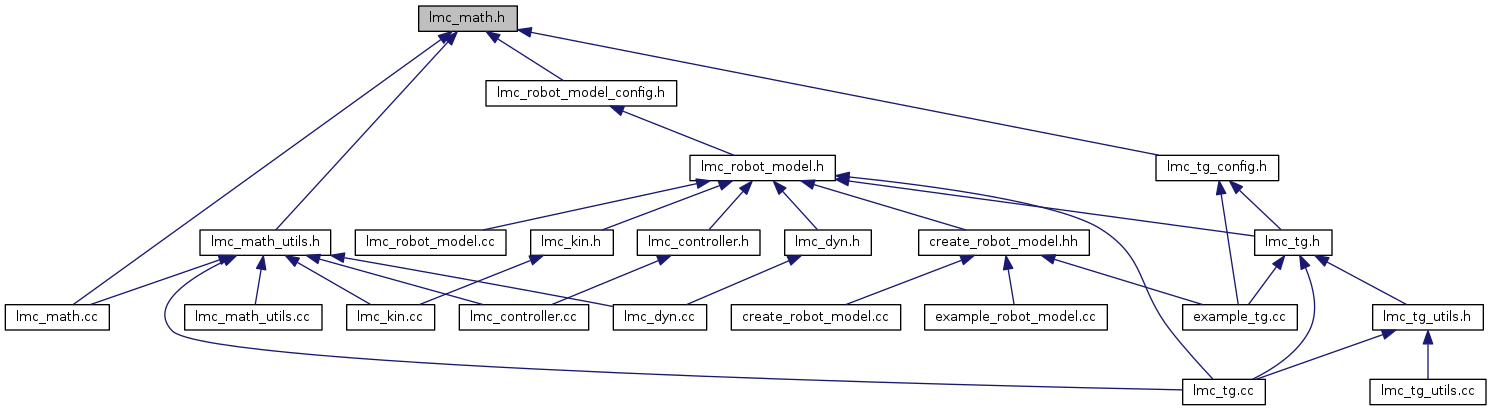 lmc_math.h
lmc_robot_model_config.h
lmc_robot_model.h
lmc_tg_config.h
lmc_math_utils.h
lmc_robot_model.cc
lmc_kin.h
lmc_controller.h
lmc_dyn.h
create_robot_model.hh
lmc_tg.h
lmc_math.cc
lmc_math_utils.cc
lmc_kin.cc
lmc_controller.cc
lmc_dyn.cc
create_robot_model.cc
example_robot_model.cc
example_tg.cc
lmc_tg_utils.h
lmc_tg.cc
lmc_tg_utils.cc